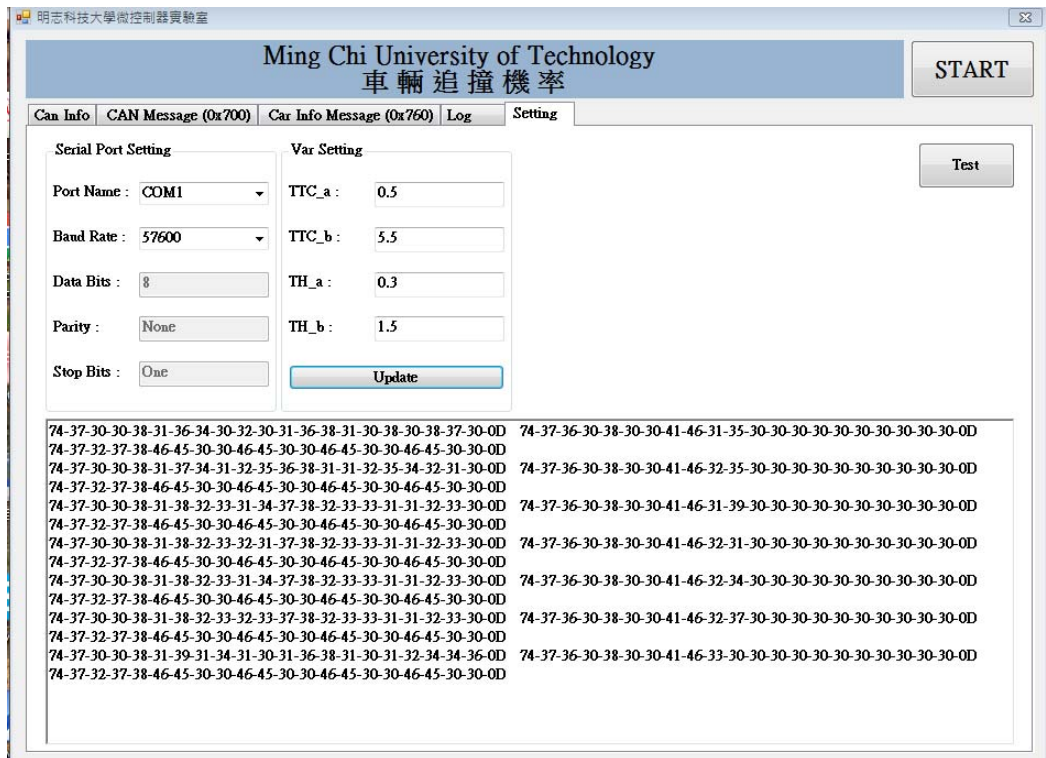 明志科技大學微控制器實驗室
Ming Chi University of Technology
車輛追撞機率
START
Can Info
CAN Message (0x700)
Car Info Message (0x760)
Log
Setting
Serial Port Setting
Port Name : COM1
Baud Rate : 57600
Data Bits : 8
Parity : None
Stop Bits : One
Var Setting
TTC_a : 0.5
TTC_b : 5.5
TH_a : 0.3
TH_b : 1.5
Update
Test
74-37-30-30-38-31-36-34-30-32-30-31-36-38-31-30-38-30-38-37-30-0D 74-37-36-30-38-30-30-41-46-31-35-30-30-30-30-30-30-30-30-30-0D
74-37-32-37-38-46-45-30-30-46-45-30-30-46-45-30-30-46-45-30-30-0D
74-37-30-30-38-31-37-34-31-32-35-36-38-31-31-32-35-34-32-31-30-0D 74-37-36-30-38-30-30-41-46-32-35-30-30-30-30-30-30-30-30-30-0D
74-37-32-37-38-46-45-30-30-46-45-30-30-46-45-30-30-46-45-30-30-0D
74-37-30-30-38-31-38-32-33-31-34-37-38-32-33-33-31-31-32-33-30-0D 74-37-36-30-38-30-30-41-46-31-39-30-30-30-30-30-30-30-30-30-0D
74-37-32-37-38-46-45-30-30-46-45-30-30-46-45-30-30-46-45-30-30-0D
74-37-30-30-38-31-38-32-33-32-31-37-38-32-33-33-31-31-32-33-30-0D 74-37-36-30-38-30-30-41-46-32-31-30-30-30-30-30-30-30-30-30-0D
74-37-32-37-38-46-45-30-30-46-45-30-30-46-45-30-30-46-45-30-30-0D
74-37-30-30-38-31-38-32-33-31-34-37-38-32-33-33-31-31-32-33-30-0D 74-37-36-30-38-30-30-41-46-32-34-30-30-30-30-30-30-30-30-30-0D
74-37-32-37-38-46-45-30-30-46-45-30-30-46-45-30-30-46-45-30-30-0D
74-37-30-30-38-31-38-32-33-32-33-37-38-32-33-33-31-31-32-33-30-0D 74-37-36-30-38-30-30-41-46-32-37-30-30-30-30-30-30-30-30-30-0D
74-37-32-37-38-46-45-30-30-46-45-30-30-46-45-30-30-46-45-30-30-0D
74-37-30-30-38-31-39-31-34-31-30-31-36-38-31-30-31-32-34-34-36-0D 74-37-36-30-38-30-30-41-46-33-30-30-30-30-30-30-30-30-30-30-0D
74-37-32-37-38-46-45-30-30-46-45-30-30-46-45-30-30-46-45-30-30-0D